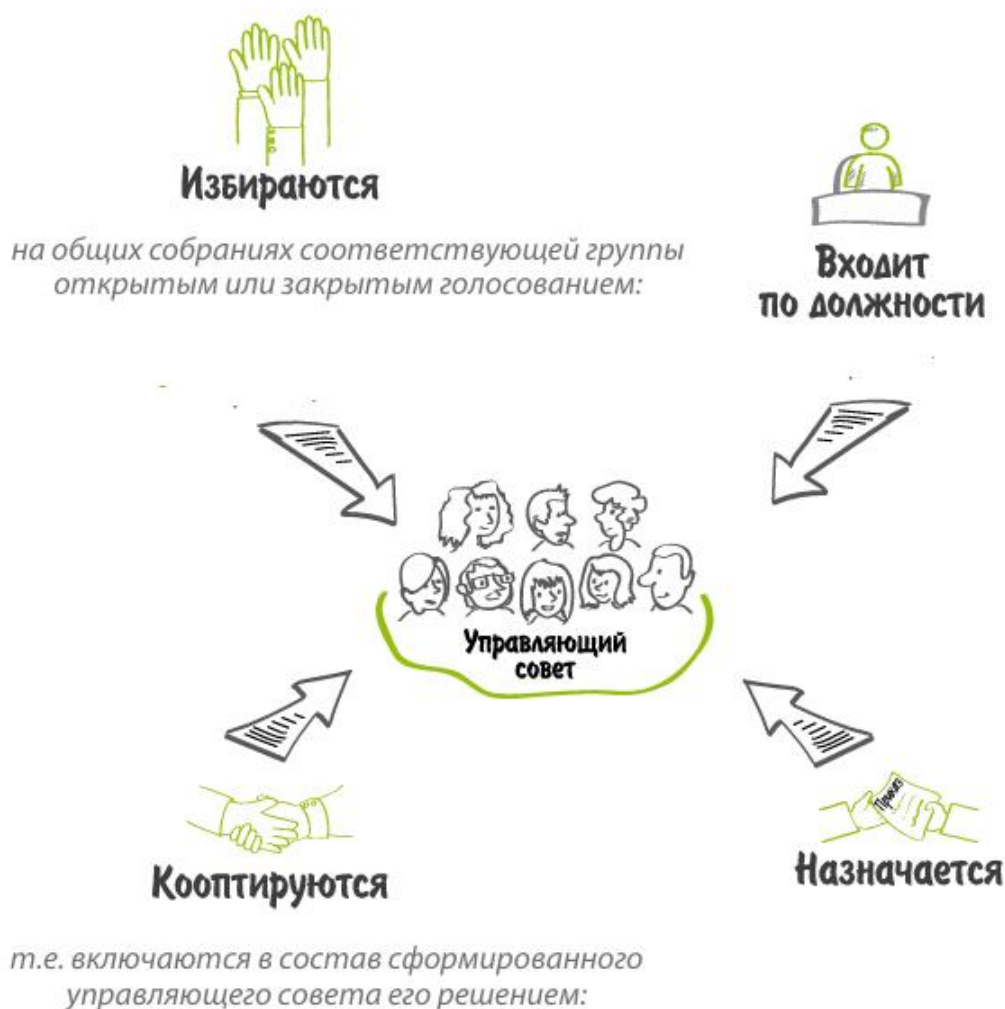 Избираются
на общих собраниях соответствующей группы
открытым или закрытым голосованием:
Входит
по должности
Управляющий
совет
Кооптируются
т.е. включаются в состав сформированного
управляющего совета его решением:
Приказ
Назначается